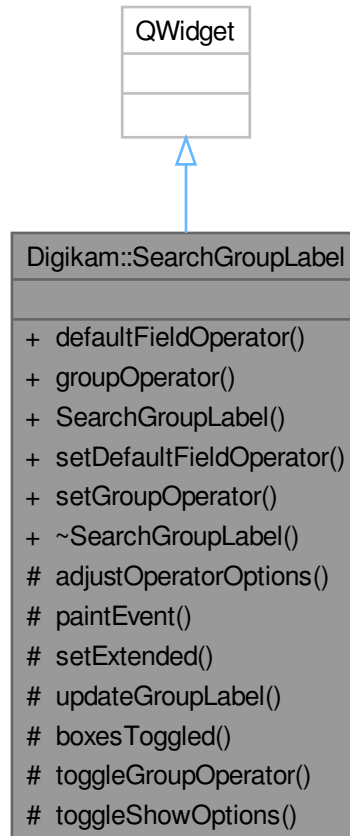 QWidget
Digikam::SearchGroupLabel
+ defaultFieldOperator()
+ groupOperator()
+ SearchGroupLabel()
+ setDefaultFieldOperator()
+ setGroupOperator()
+ ~SearchGroupLabel()
# adjustOperatorOptions()
# paintEvent()
# setExtended()
# updateGroupLabel()
# boxesToggled()
# toggleGroupOperator()
# toggleShowOptions()